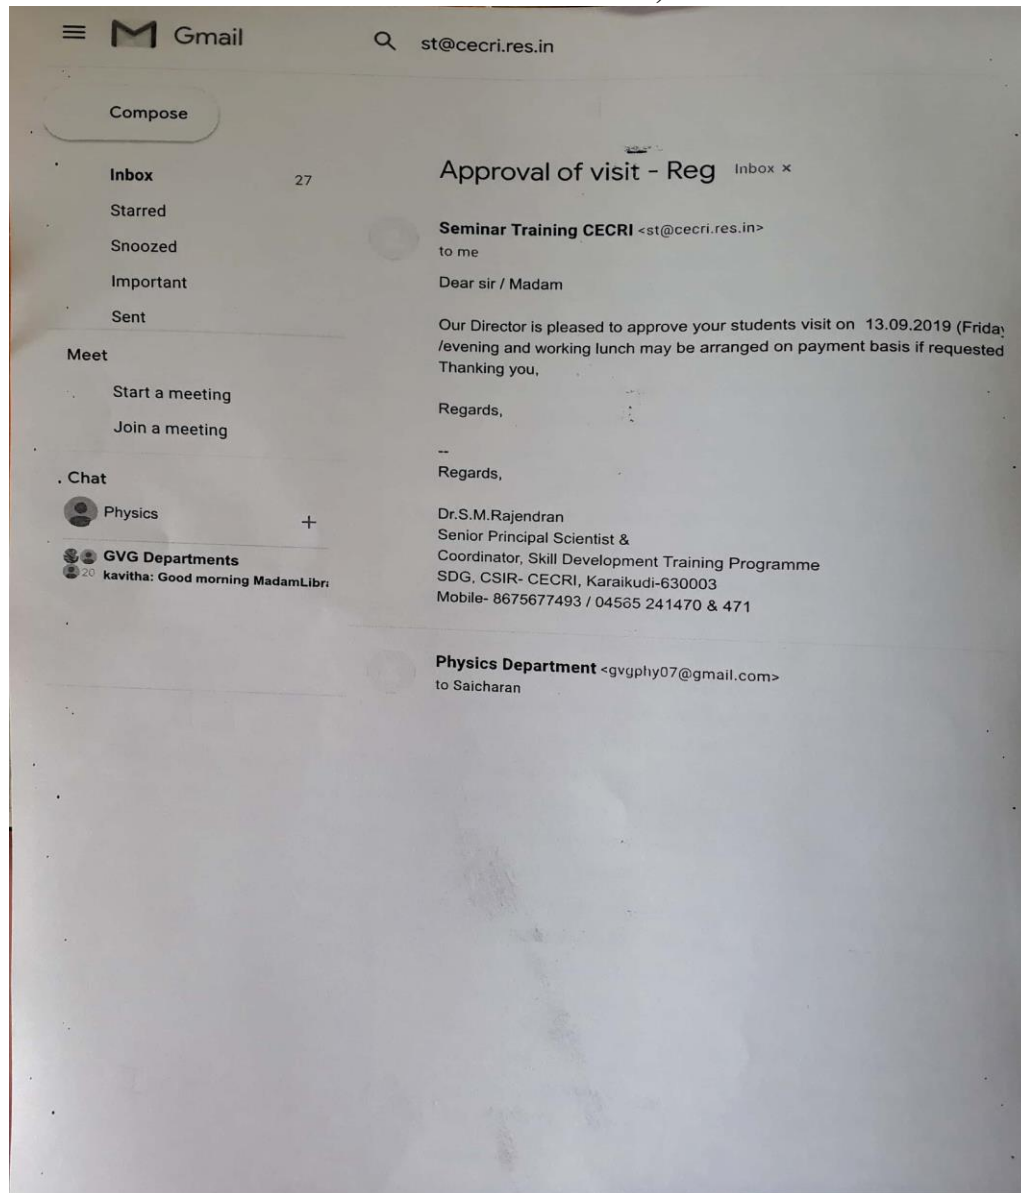 Gmail
st@cecri.res.in
Compose
Inbox 27
Starred
Snoozed
Important
Sent
Meet
Start a meeting
Join a meeting
Chat
Physics
GVG Departments
20 kavitha: Good morning MadamLibra
Approval of visit - Reg Inbox ×
Seminar Training CECRI <st@cecri.res.in>
to me
Dear sir / Madam
Our Director is pleased to approve your students visit on 13.09.2019 (Friday
/evening and working lunch may be arranged on payment basis if requested
Thanking you,
Regards,
--
Regards,
Dr.S.M.Rajendran
Senior Principal Scientist &
Coordinator, Skill Development Training Programme
SDG, CSIR- CECRI, Karaikudi-630003
Mobile- 8675677493 / 04565 241470 & 471
Physics Department <gvgphy07@gmail.com>
to Saicharan